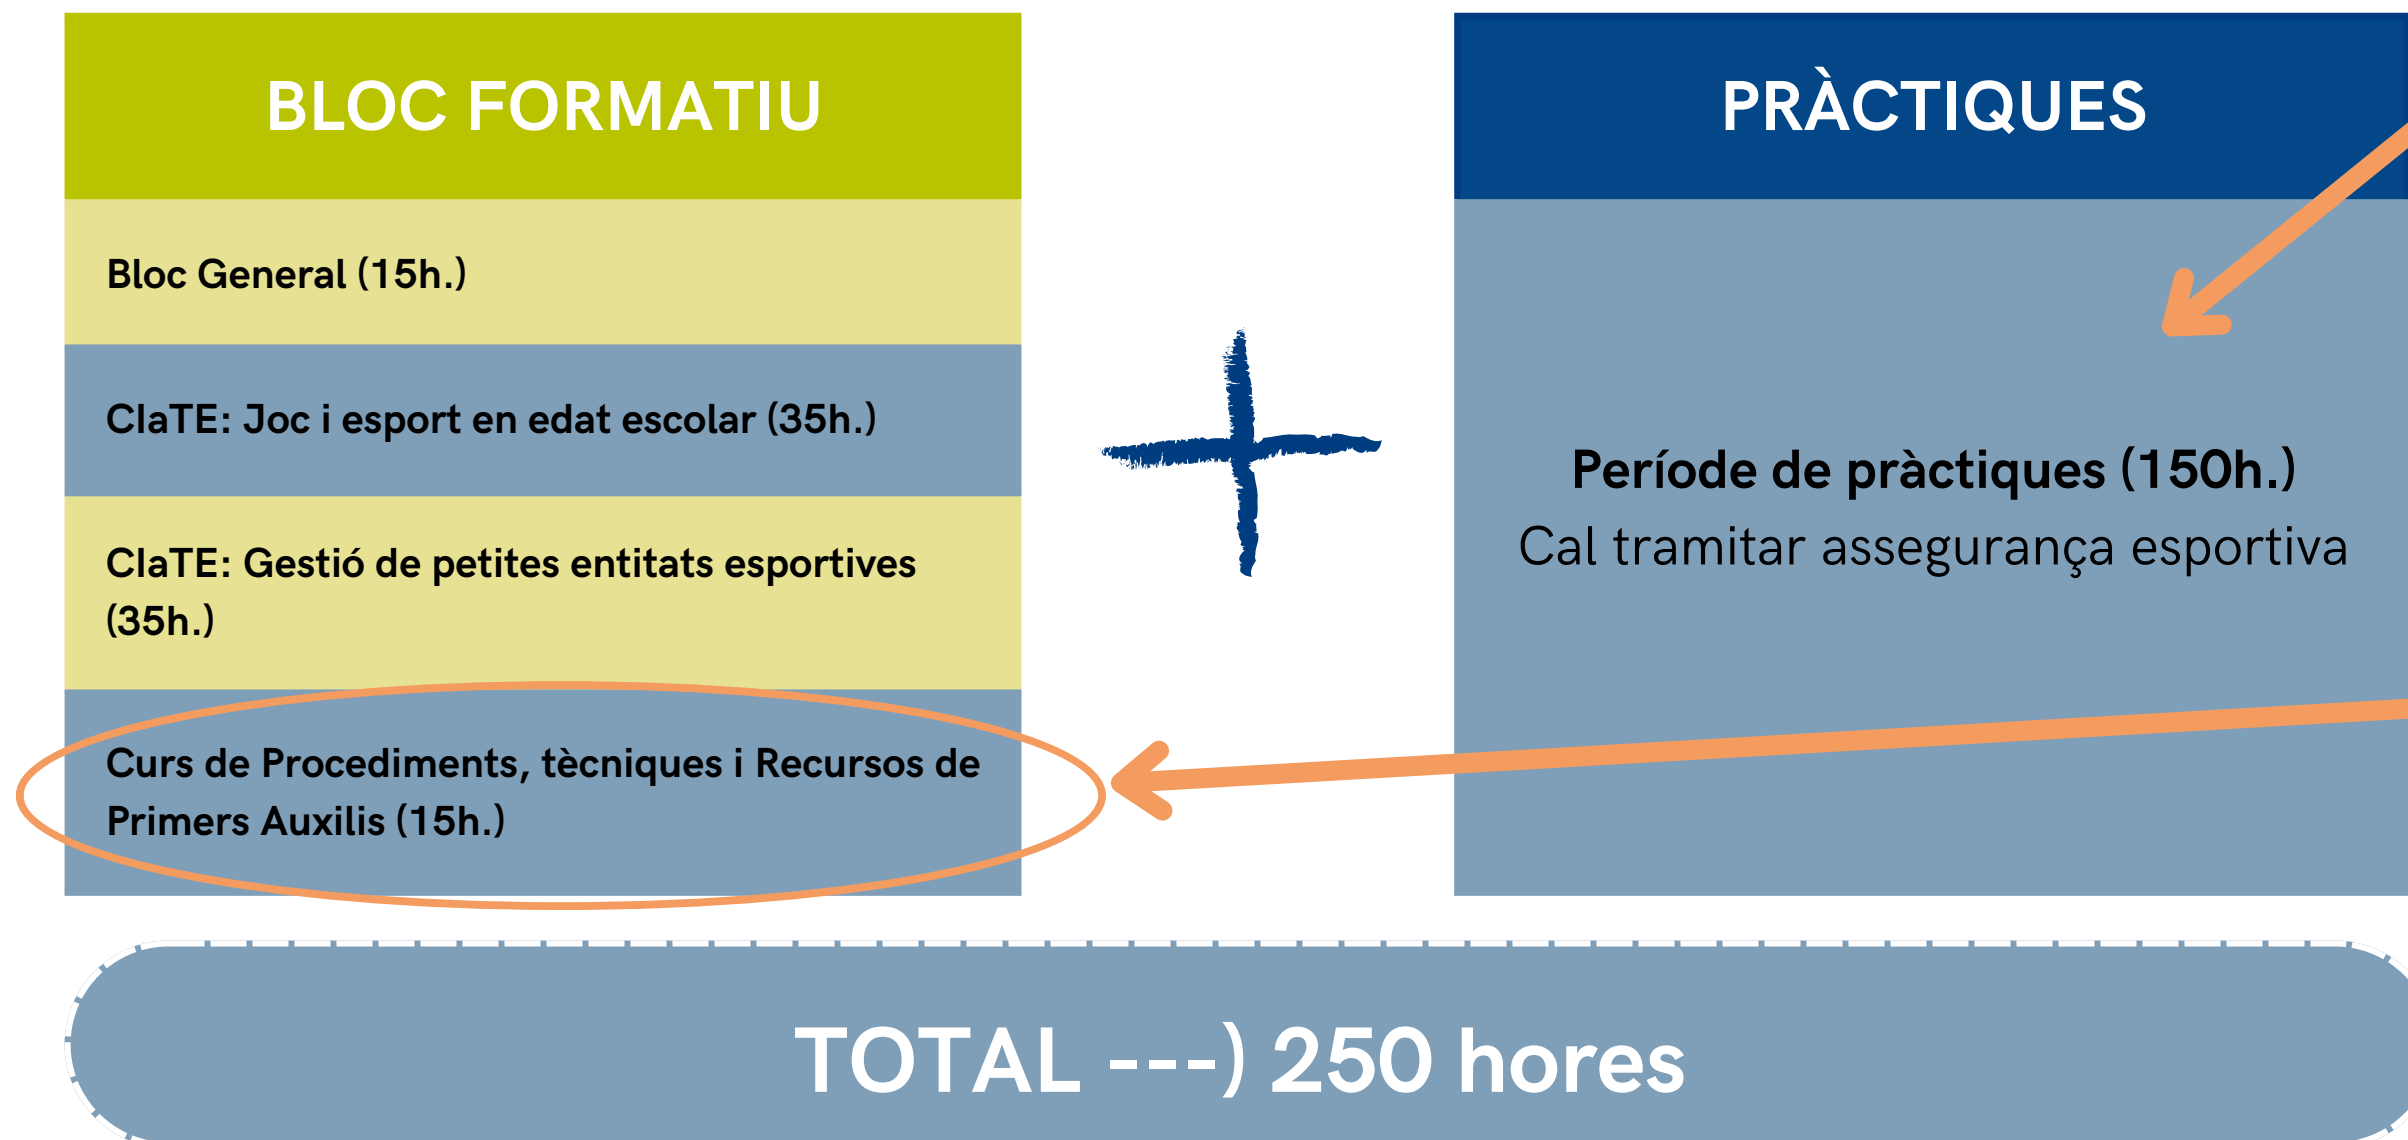 BLOC FORMATIU
Bloc General (15h.)
ClaTE: Joc i esport en edat escolar (35h.)
ClaTE: Gestió de petites entitats esportives
(35h.)
Curs de Procediments, tècniques i Recursos de
Primers Auxilis (15h.)
PRÀCTIQUES
Període de pràctiques (150h.)
Cal tramitar assegurança esportiva
TOTAL ---) 250 hores